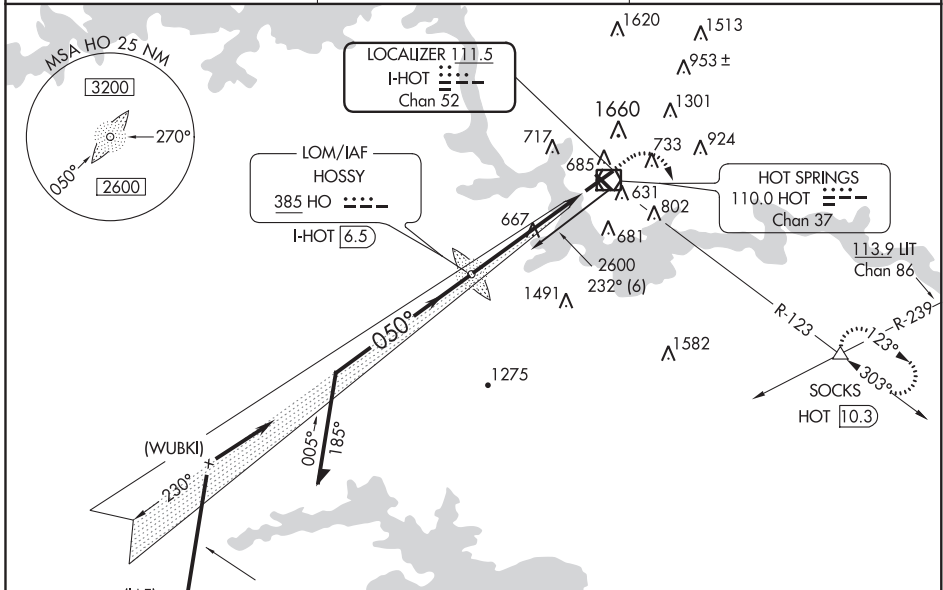 MSA HO 25 NM
3200
270°
050°
2600
LOCALIZER 111.5
I-HOT
Chan 52
LOM/IAF
HOSSY
385 HO
I-HOT 6.5
1620
1513
953 ±
1301
1660
924
717
733
685
631
802
667
681
HOT SPRINGS
110.0 HOT
Chan 37
2600
232° (6)
1491
113.9 LIT
Chan 86
R-123
R-239
123°
303°
SOCKS
HOT 10.3
1582
1275
050°
005°
185°
(WUBKI)
230°